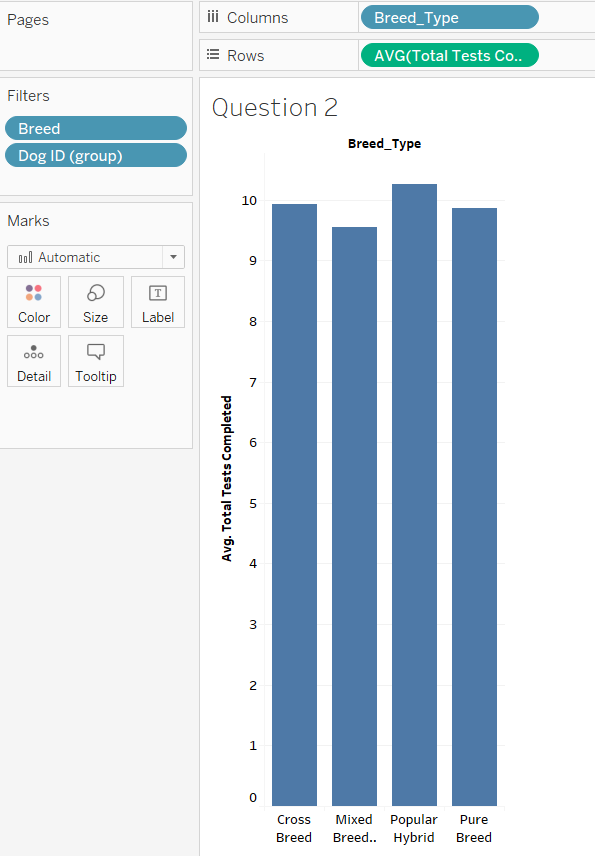 Pages
Columns
Breed_Type
Rows
AVG(Total Tests Co..
Filters
Breed
Dog ID (group)
Marks
Automatic
Color
Size
T
Label
Detail
Tooltip
Question 2
Breed_Type
Avg. Total Tests Completed
10
9
8
7
6
5
4
3
2
1
0
Cross
Breed
Mixed
Breed..
Popular
Hybrid
Pure
Breed